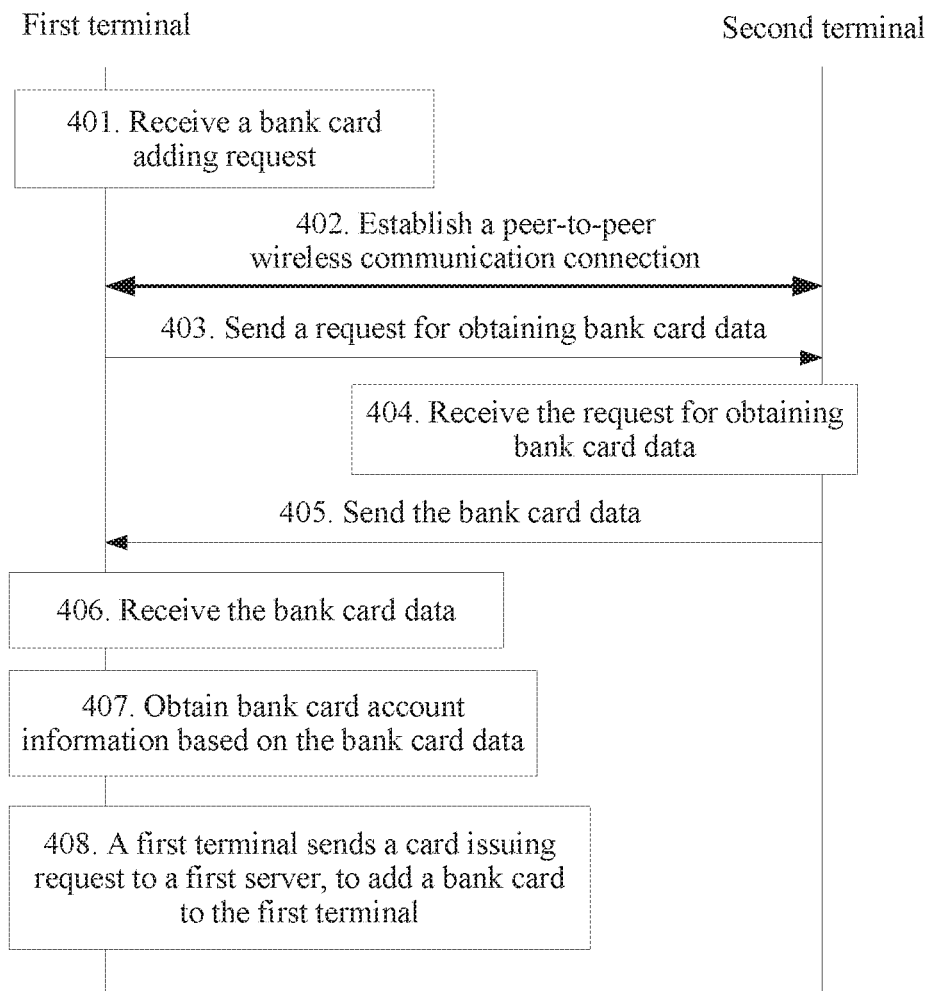 First terminal
Second terminal
401. Receive a bank card
adding request
402. Establish a peer-to-peer
wireless communication connection
403. Send a request for obtaining bank card data
404. Receive the request for obtaining
bank card data
405. Send the bank card data
406. Receive the bank card data
407. Obtain bank card account
information based on the bank card data
408. A first terminal sends a card issuing
request to a first server, to add a bank card
to the first terminal